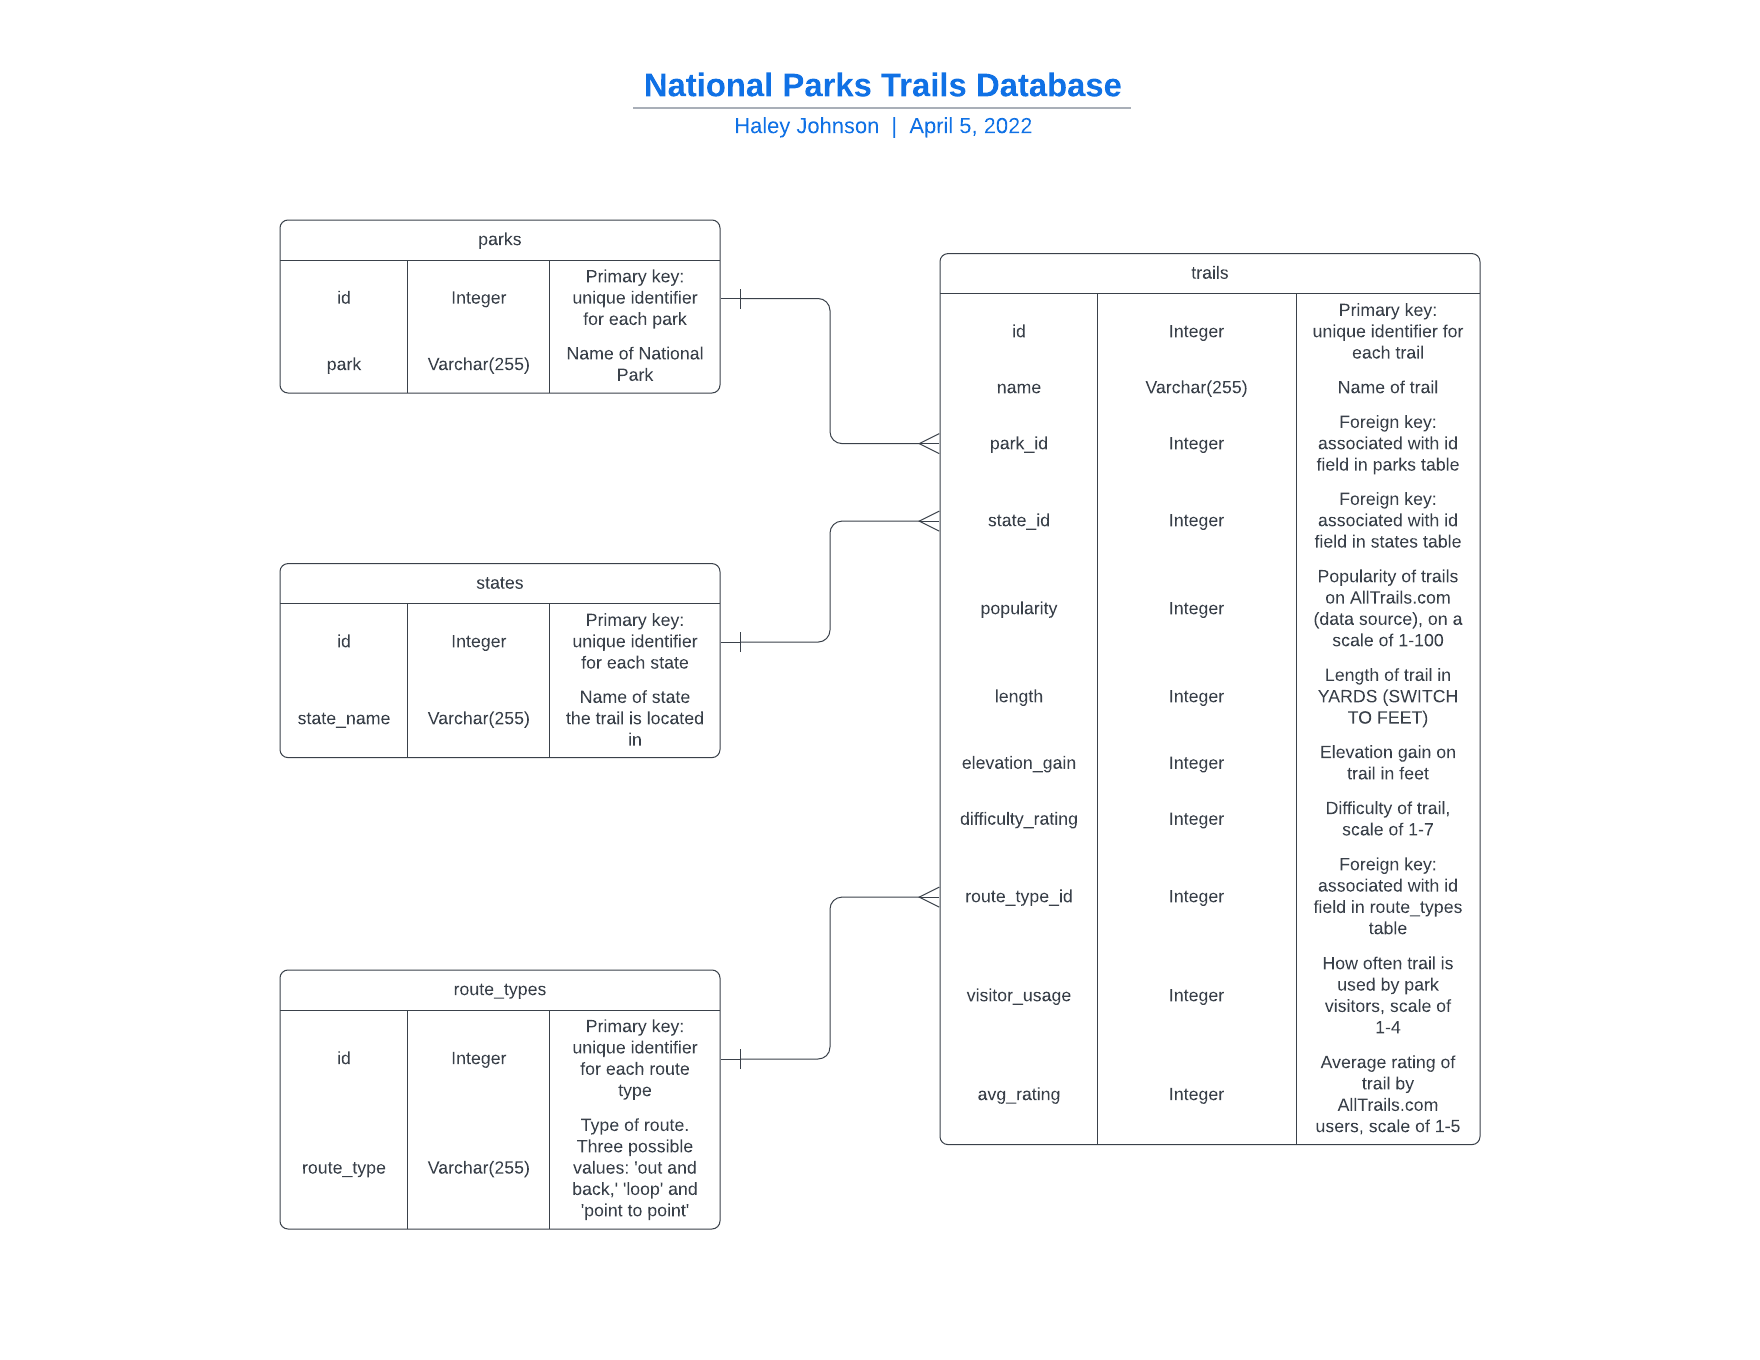 National Parks Trails Database
Haley Johnson | April 5, 2022
parks
id
Integer
Primary key:
unique identifier
for each park
park
Varchar(255)
Name of National
Park
states
id
Integer
Primary key:
unique identifier
for each state
state_name
Varchar(255)
Name of state
the trail is located
in
route_types
id
Integer
Primary key:
unique identifier
for each route
type
route_type
Varchar(255)
Type of route.
Three possible
values: 'out and
back,' 'loop' and
'point to point'
trails
id
Integer
Primary key:
unique identifier for
each trail
name
Varchar(255)
Name of trail
park_id
Integer
Foreign key:
associated with id
field in parks table
state_id
Integer
Foreign key:
associated with id
field in states table
popularity
Integer
Popularity of trails
on AllTrails.com
(data source), on a
scale of 1-100
length
Integer
Length of trail in
YARDS (SWITCH
TO FEET)
elevation_gain
Integer
Elevation gain on
trail in feet
difficulty_rating
Integer
Difficulty of trail,
scale of 1-7
route_type_id
Integer
Foreign key:
associated with id
field in route_types
table
visitor_usage
Integer
How often trail is
used by park
visitors, scale of
1-4
avg_rating
Integer
Average rating of
trail by
AllTrails.com
users, scale of 1-5